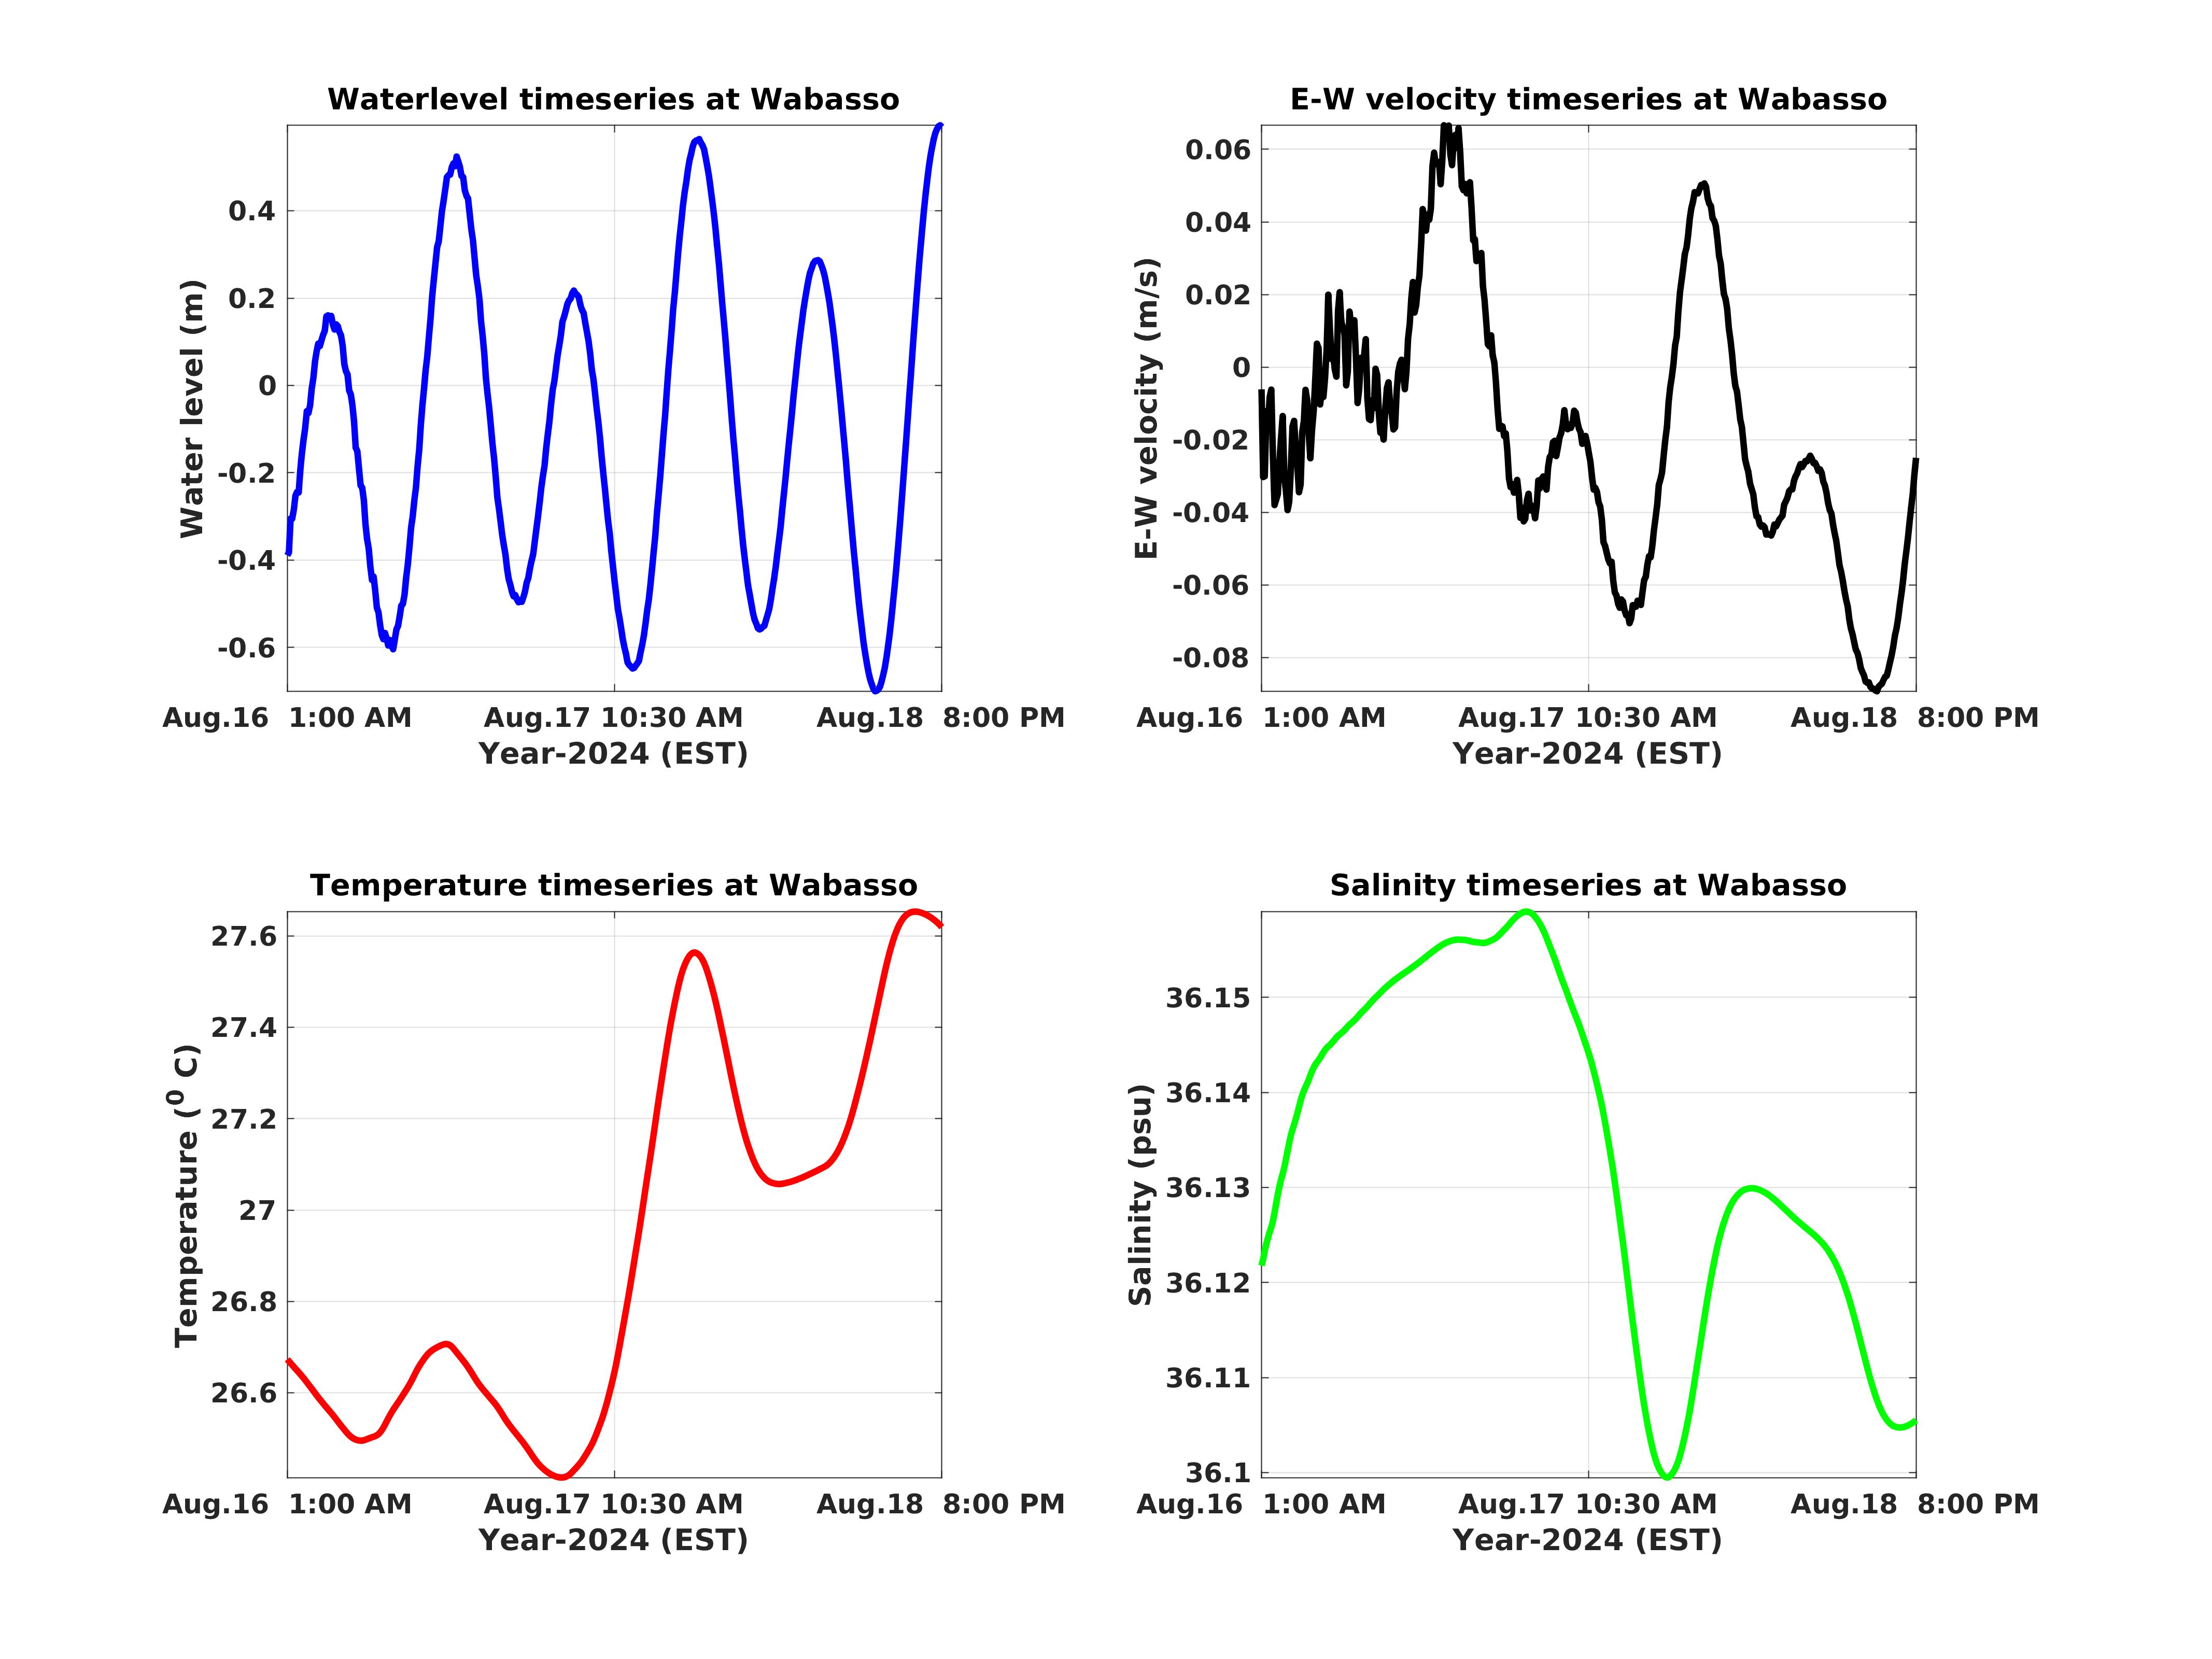 Waterlevel timeseries at Wabasso
Water level (m)
0.4
0.2
0
-0.2
-0.4
-0.6
Aug.16 1:00 AM Aug.17 10:30 AM Aug.18 8:00 PM
Year-2024 (EST)
E-W velocity timeseries at Wabasso
E-W velocity (m/s)
0.06
0.04
0.02
0
-0.02
-0.04
-0.06
-0.08
Aug.16 1:00 AM Aug.17 10:30 AM Aug.18 8:00 PM
Year-2024 (EST)
Temperature timeseries at Wabasso
Temperature (⁰ C)
27.6
27.4
27.2
27
26.8
26.6
Aug.16 1:00 AM Aug.17 10:30 AM Aug.18 8:00 PM
Year-2024 (EST)
Salinity timeseries at Wabasso
Salinity (psu)
36.15
36.14
36.13
36.12
36.11
36.1
Aug.16 1:00 AM Aug.17 10:30 AM Aug.18 8:00 PM
Year-2024 (EST)